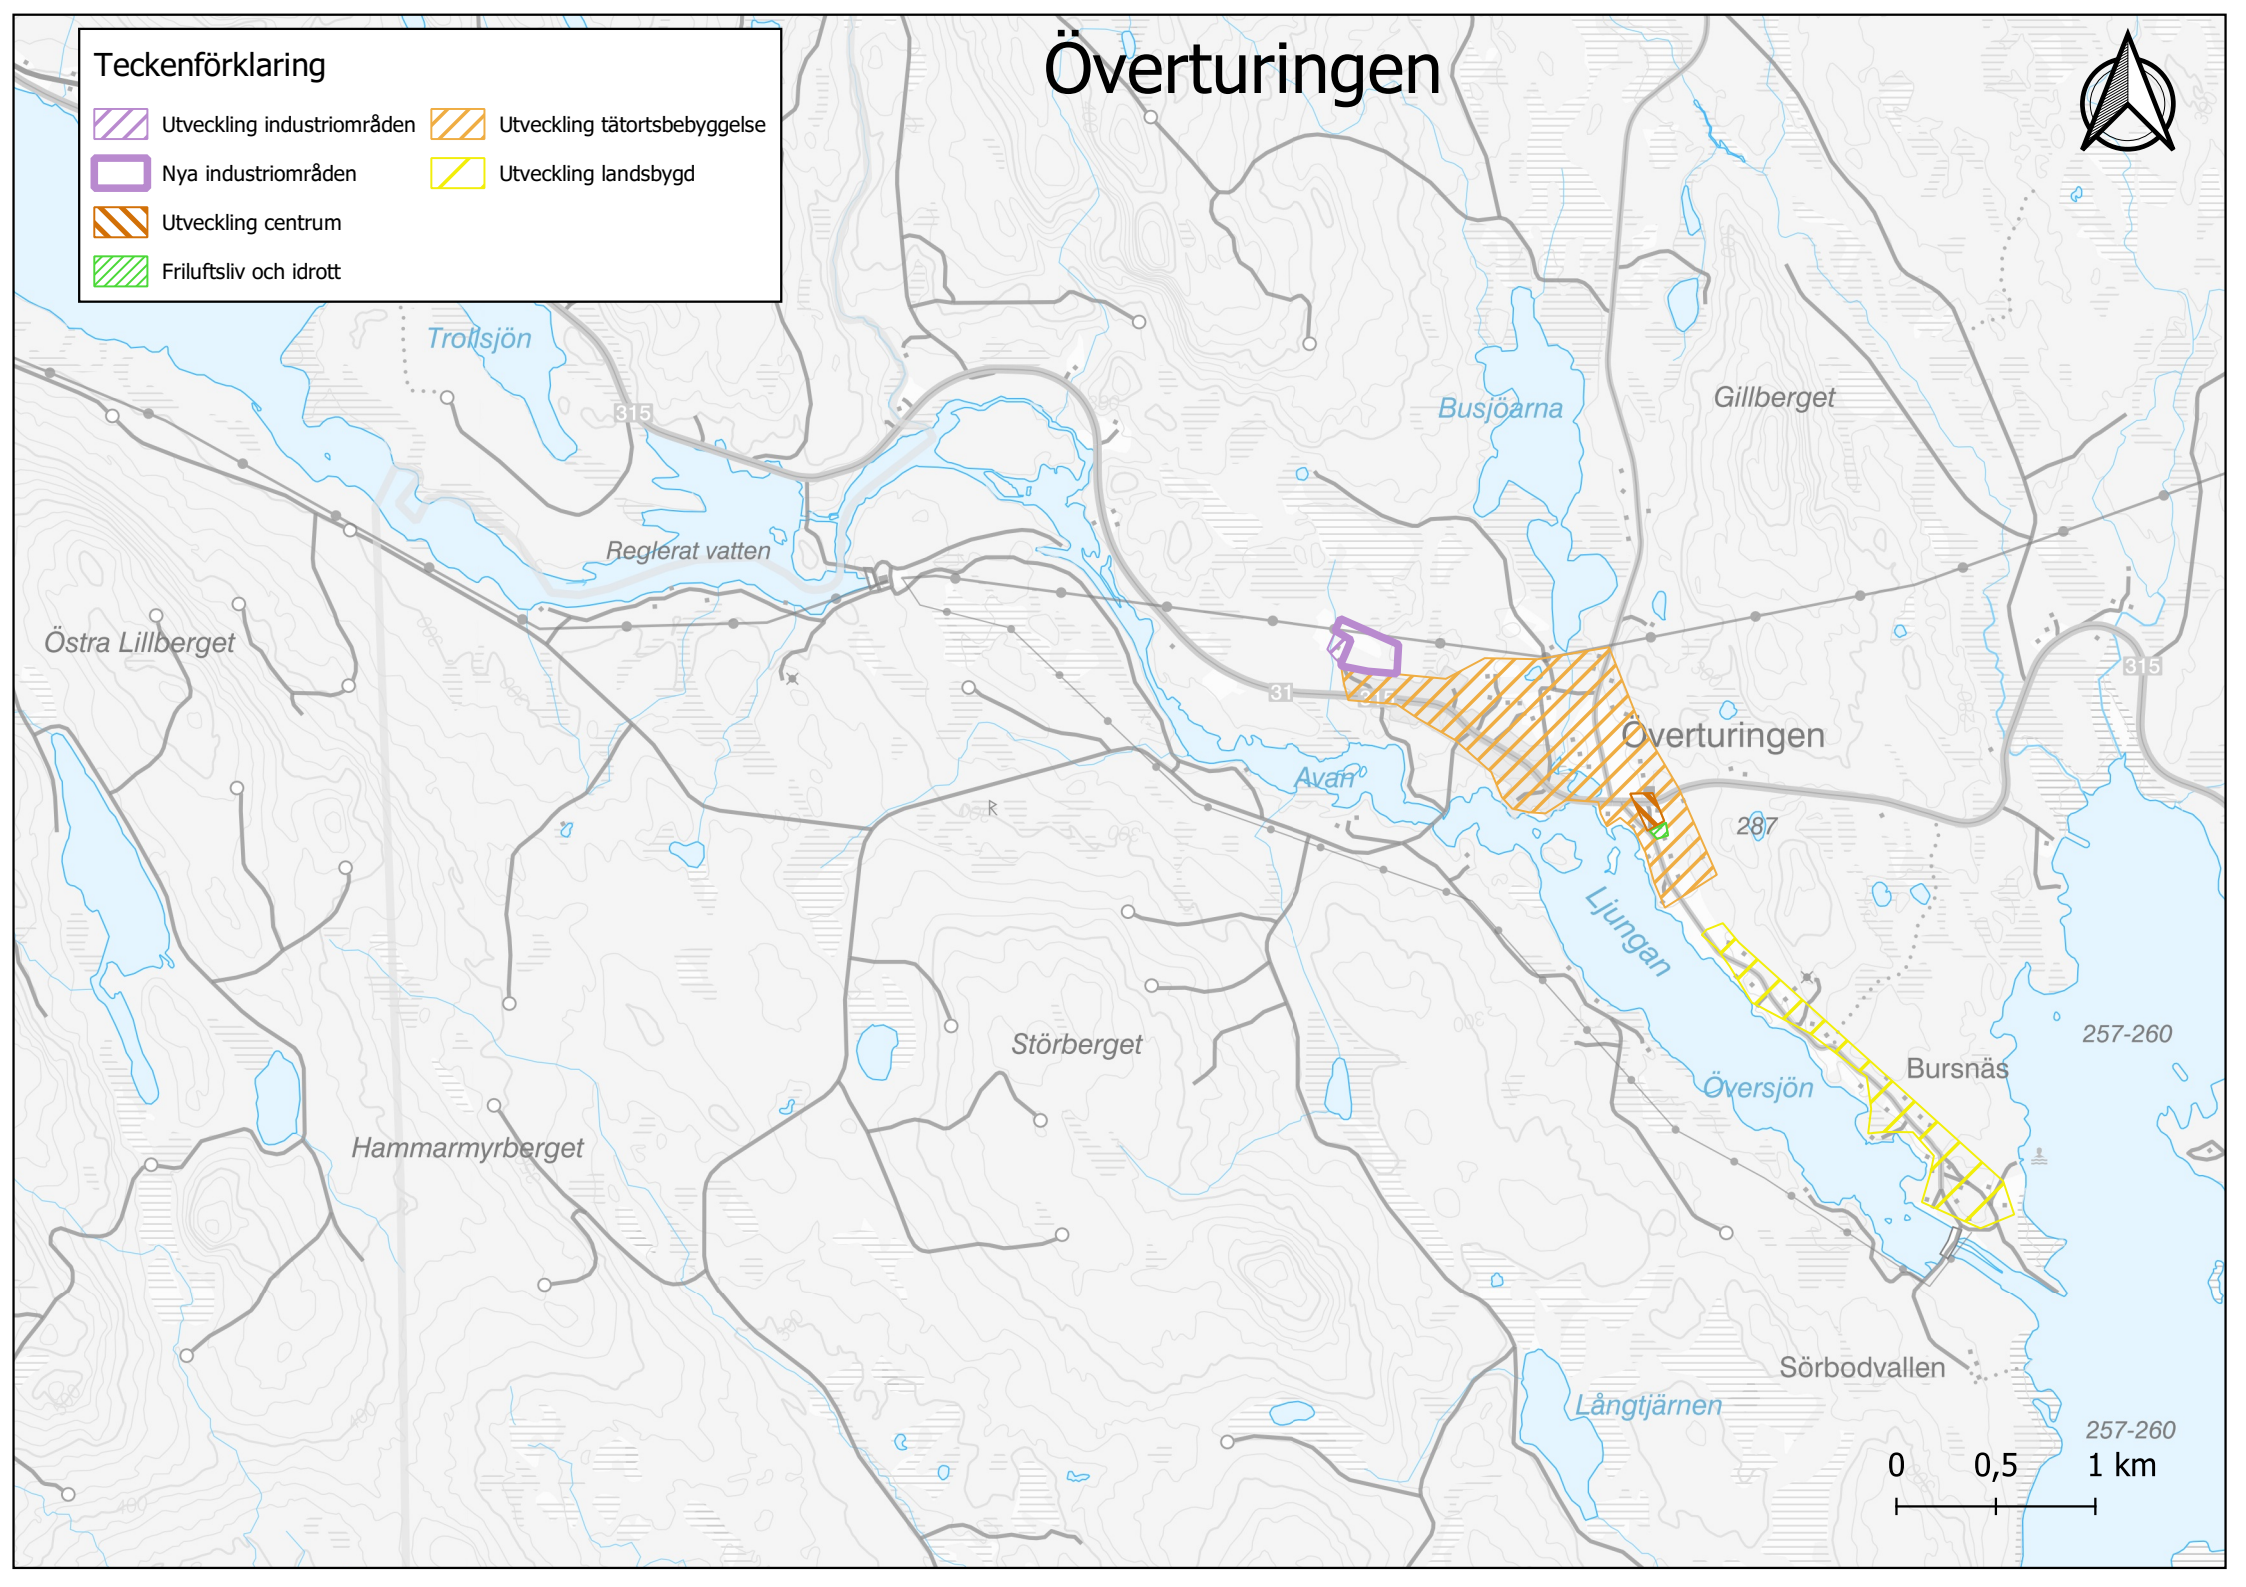 Överturingen
Teckenförklaring
Utveckling industriområden
Utveckling tätortsbebyggelse
Nya industriområden
Utveckling landsbygd
Utveckling centrum
Friluftsliv och idrott
Trollsjön
315
Busjöarna
Gillberget
Reglerat vatten
Östra Lillberget
315
31
315
Överturingen
Avan
287
Ljungan
Störberget
257-260
Bursnäs
Översjön
Hammarmyrberget
Sörbodvallen
Långtjärnen
257-260
0 0,5 1 km